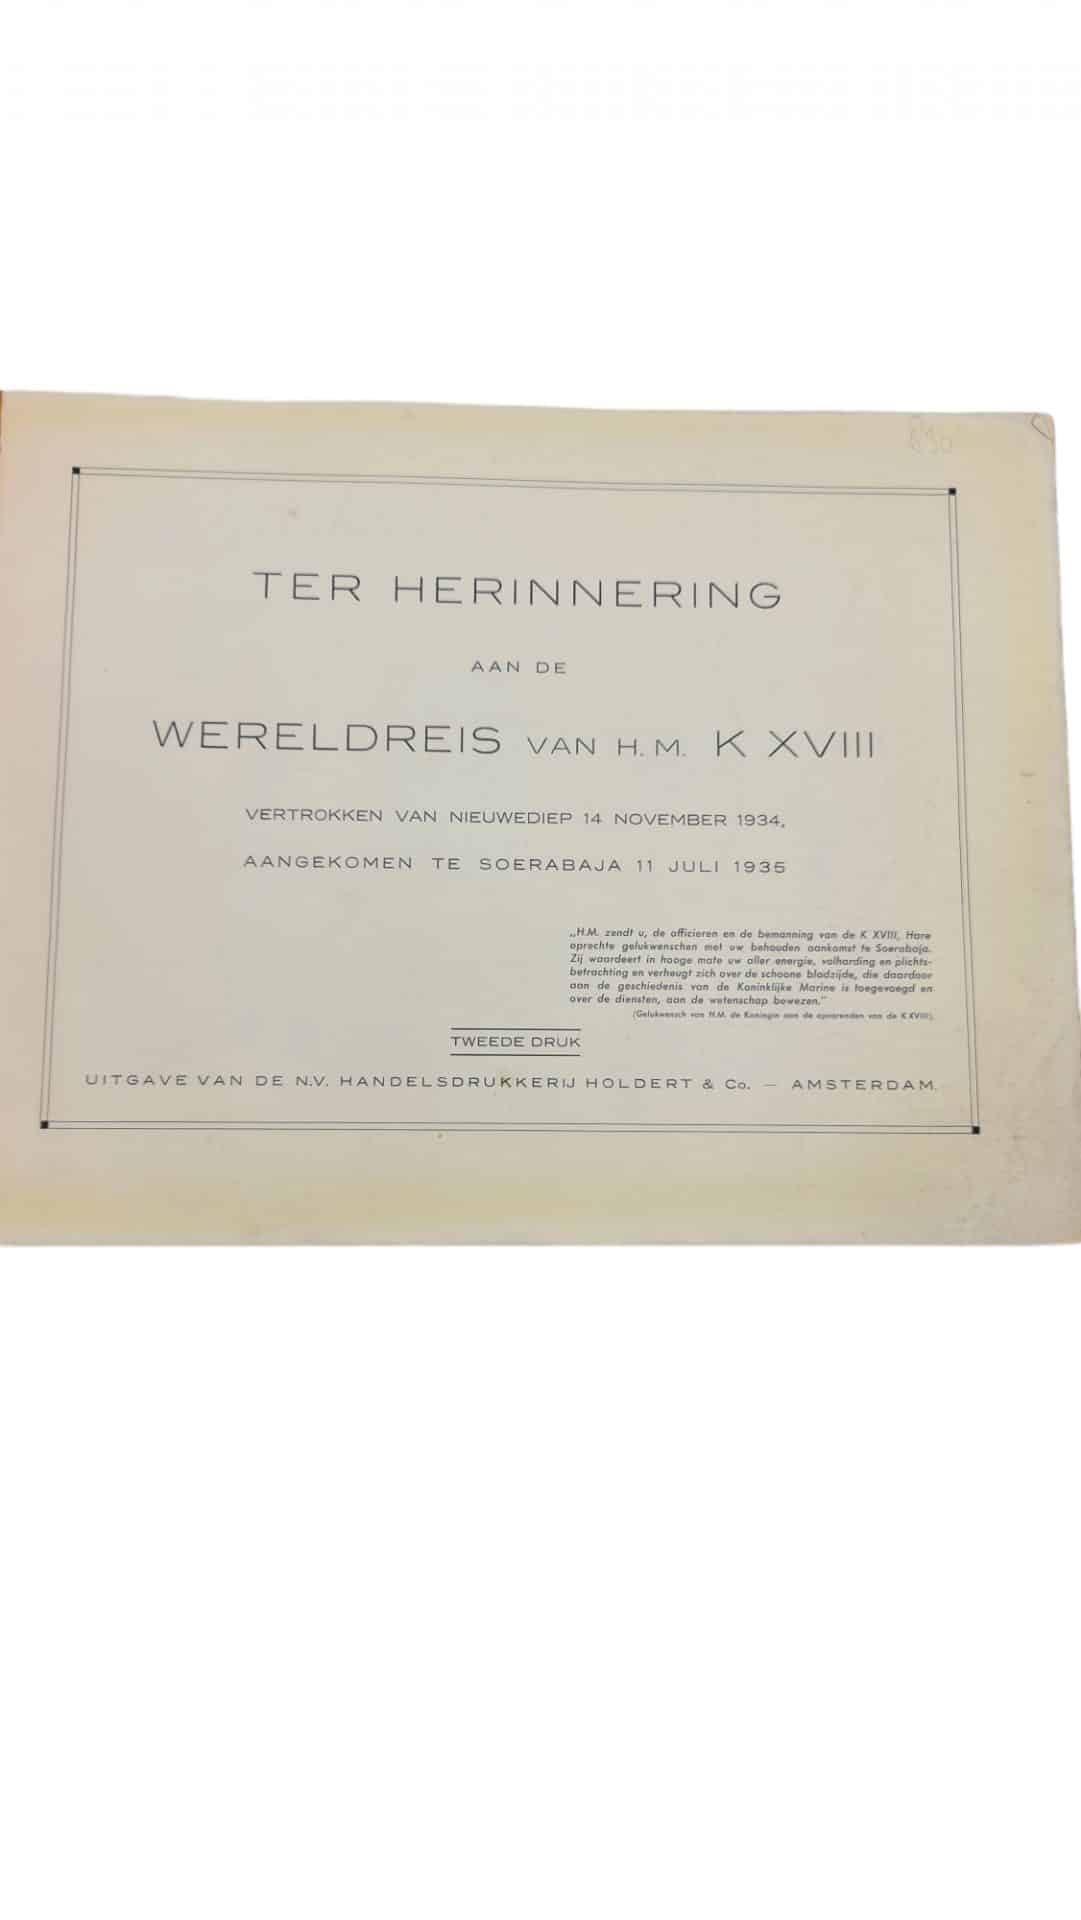 TER HERINNERING
AAN DE
WERELDREIS VAN H.M. K XVIII
VERTROKKEN VAN NIEUWEDIEP 14 NOVEMBER 1934,
AANGEKOMEN TE SOERABAJA 11 JULI 1935
„H.M. zendt u, de officieren en de bemanning van de K XVIII, Hare
oprechte gelukwenschen met uw behouden aankomst te Soerabaja.
Zij waardeert in hooge mate uw aller energie, volharding en plichts-
betrachting en verheugt zich over de schoone bladzijde, die daardoor
aan de geschiedenis van de Koninklijke Marine is toegevoegd en
over de diensten, aan de wetenschap bewezen.”
(Gelukwensch van H.M. de Koningin aan de opvarenden van de K XVIII).
TWEEDE DRUK
UITGAVE VAN DE N.V. HANDELSDRUKKERIJ HOLDERT & Co. — AMSTERDAM.